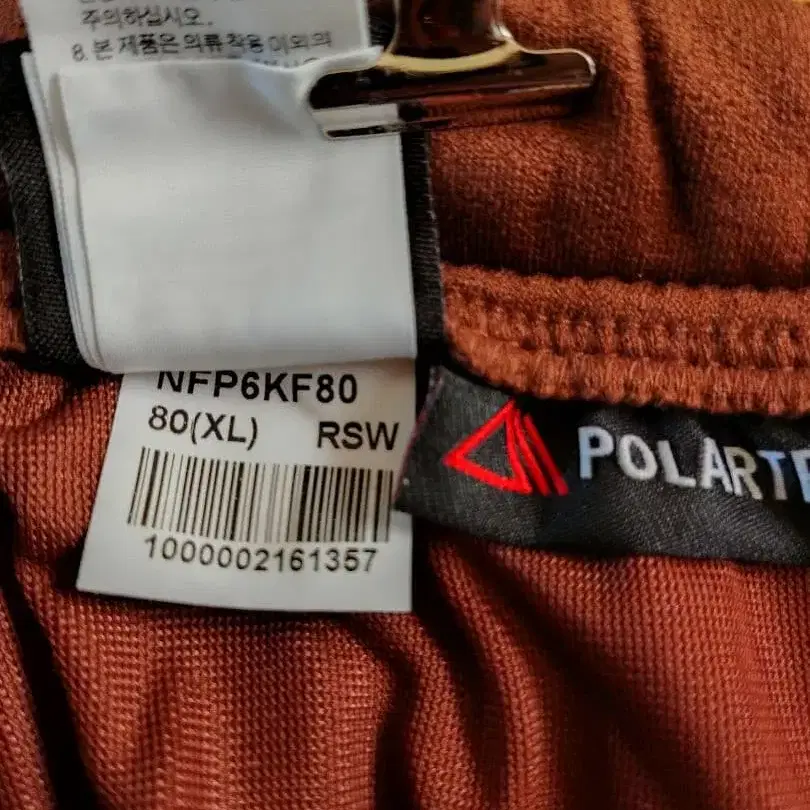 주의하십시오.
8. 본 제품은 의류 착용 이외의
NFP6KF80
80(XL) RSW
1000002161357
POLARTE